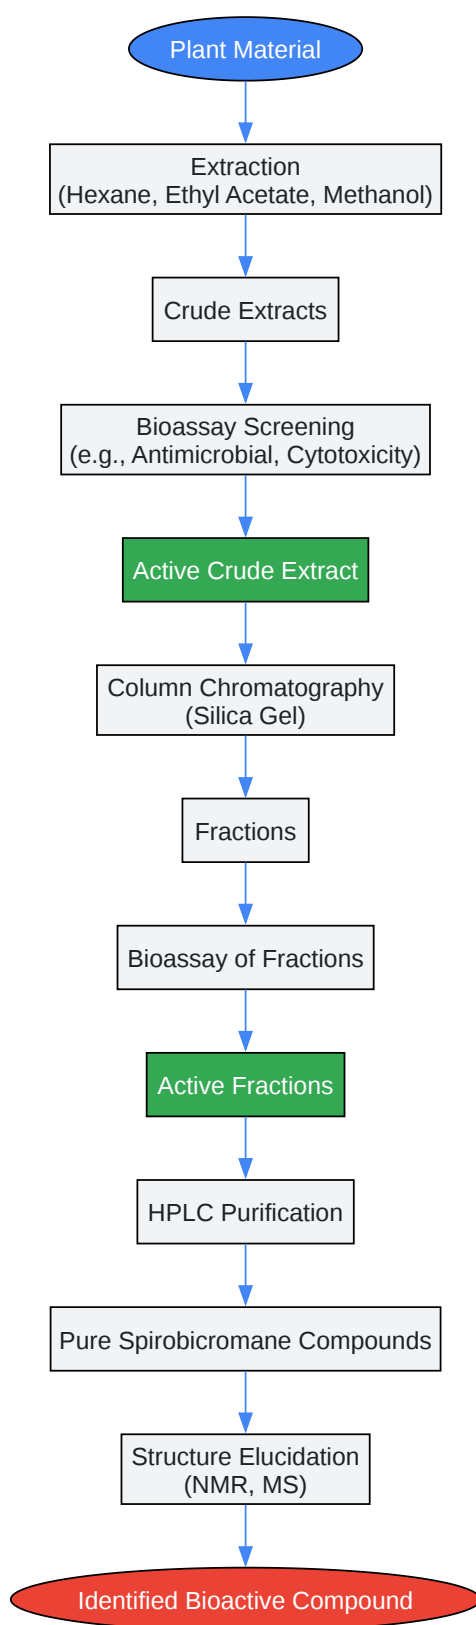 Plant Material
Extraction
(Hexane, Ethyl Acetate, Methanol)
Crude Extracts
Bioassay Screening
(e.g., Antimicrobial, Cytotoxicity)
Active Crude Extract
Column Chromatography
(Silica Gel)
Fractions
Bioassay of Fractions
Active Fractions
HPLC Purification
Pure Spirobicromane Compounds
Structure Elucidation
(NMR, MS)
Identified Bioactive Compound